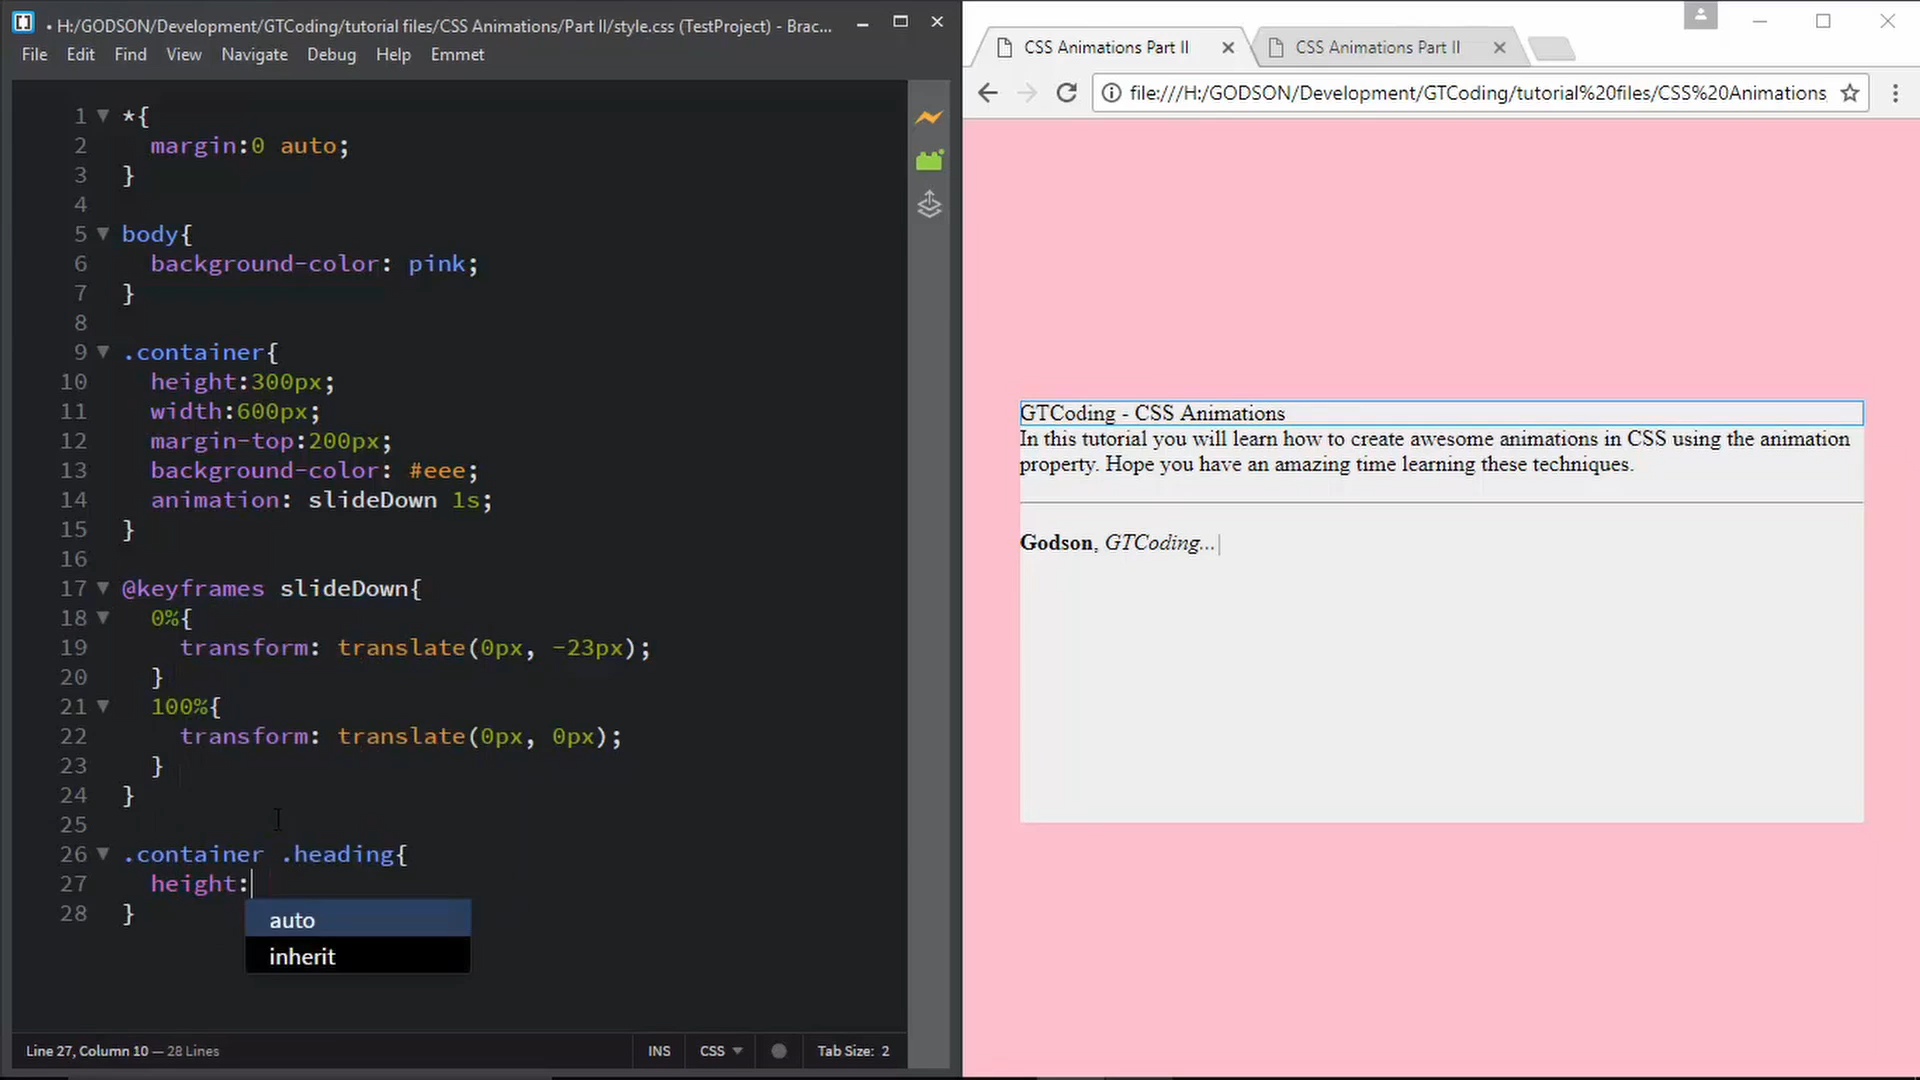 H:/GODSON/Development/GTCoding/tutorial files/CSS Animations/Part II/style.css (TestProject) - Brac...
File Edit Find View Navigate Debug Help Emmet
1 *{
2 margin:0 auto;
3 }
4
5 body{
6 background-color: pink;
7 }
8
9 .container{
10 height:300px;
11 width:600px;
12 margin-top:200px;
13 background-color: #eee;
14 animation: slideDown 1s;
15 }
16
17 @keyframes slideDown{
18 0%{
19 transform: translate(0px, -23px);
20 }
21 100%{
22 transform: translate(0px, 0px);
23 }
24 }
25
26 .container .heading{
27 height:
28 }
auto
inherit
Line 27, Column 10 — 28 Lines
INS CSS Tab Size: 2
CSS Animations Part II CSS Animations Part II
file:///H:/GODSON/Development/GTCoding/tutorial%20files/CSS%20Animations
GTCoding - CSS Animations
In this tutorial you will learn how to create awesome animations in CSS using the animation
property. Hope you have an amazing time learning these techniques.
Godson, GTCoding...|